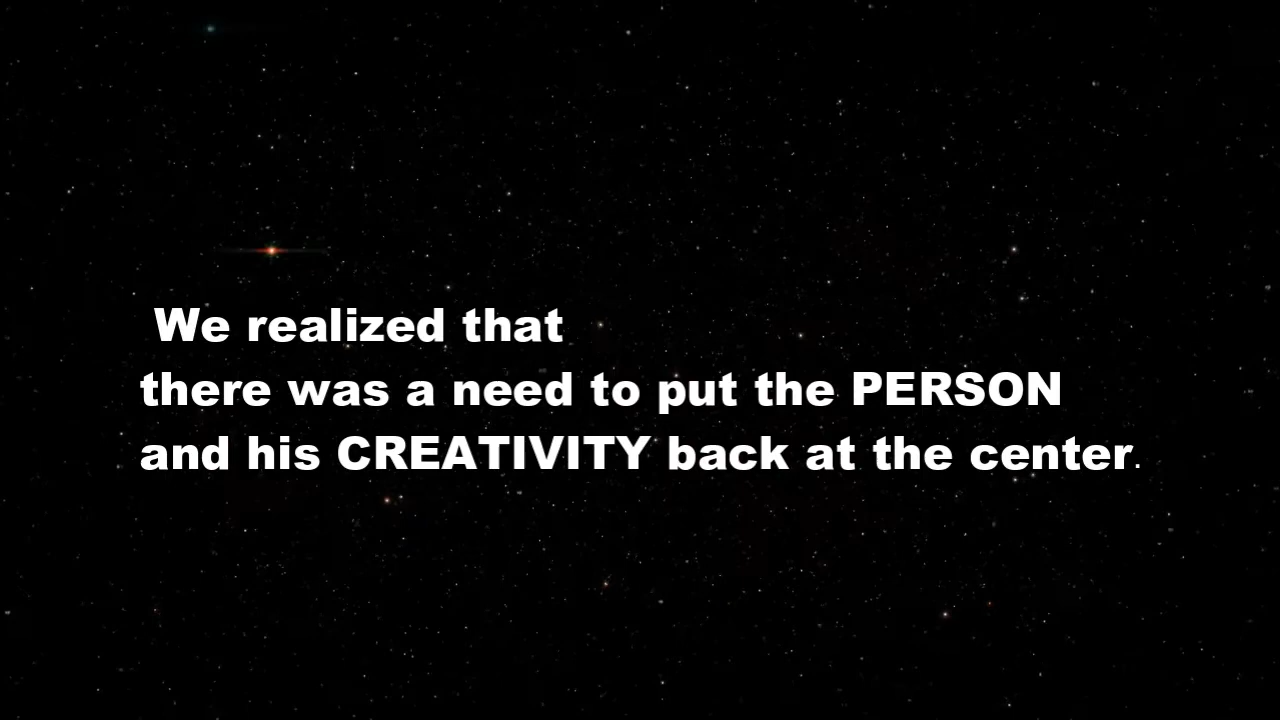 We realized that
there was a need to put the PERSON
and his CREATIVITY back at the center.